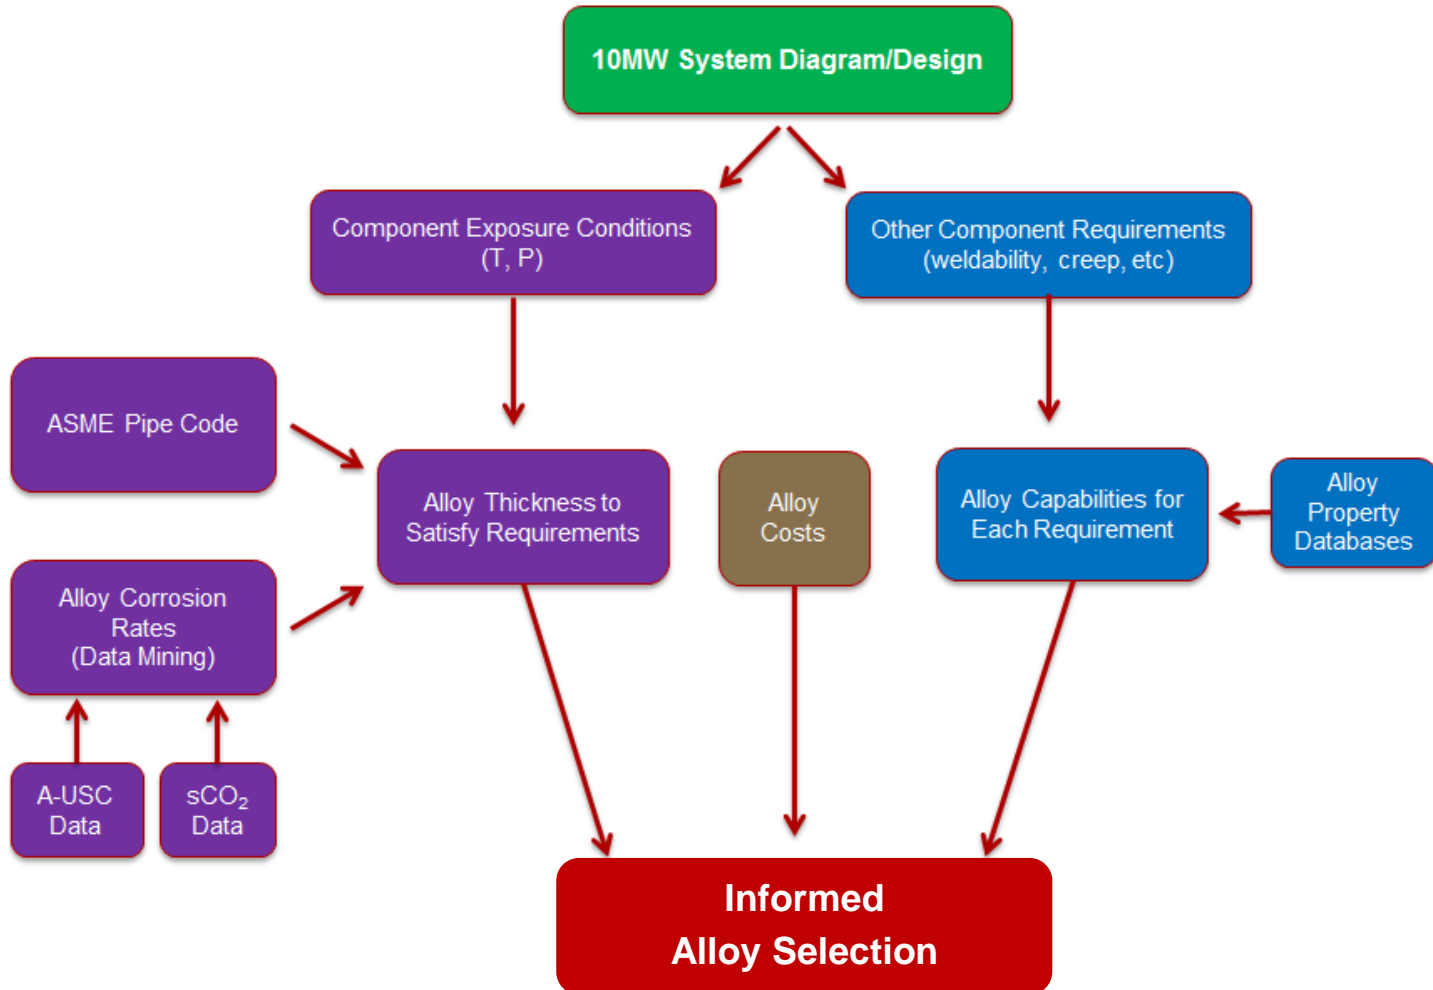 10MW System Diagram/Design
Component Exposure Conditions
(T, P)
Other Component Requirements
(weldability, creep, etc)
ASME Pipe Code
Alloy Thickness to
Satisfy Requirements
Alloy
Costs
Alloy Capabilities for
Each Requirement
Alloy
Property
Databases
Alloy Corrosion
Rates
(Data Mining)
A-USC
Data
sCO₂
Data
Informed
Alloy Selection